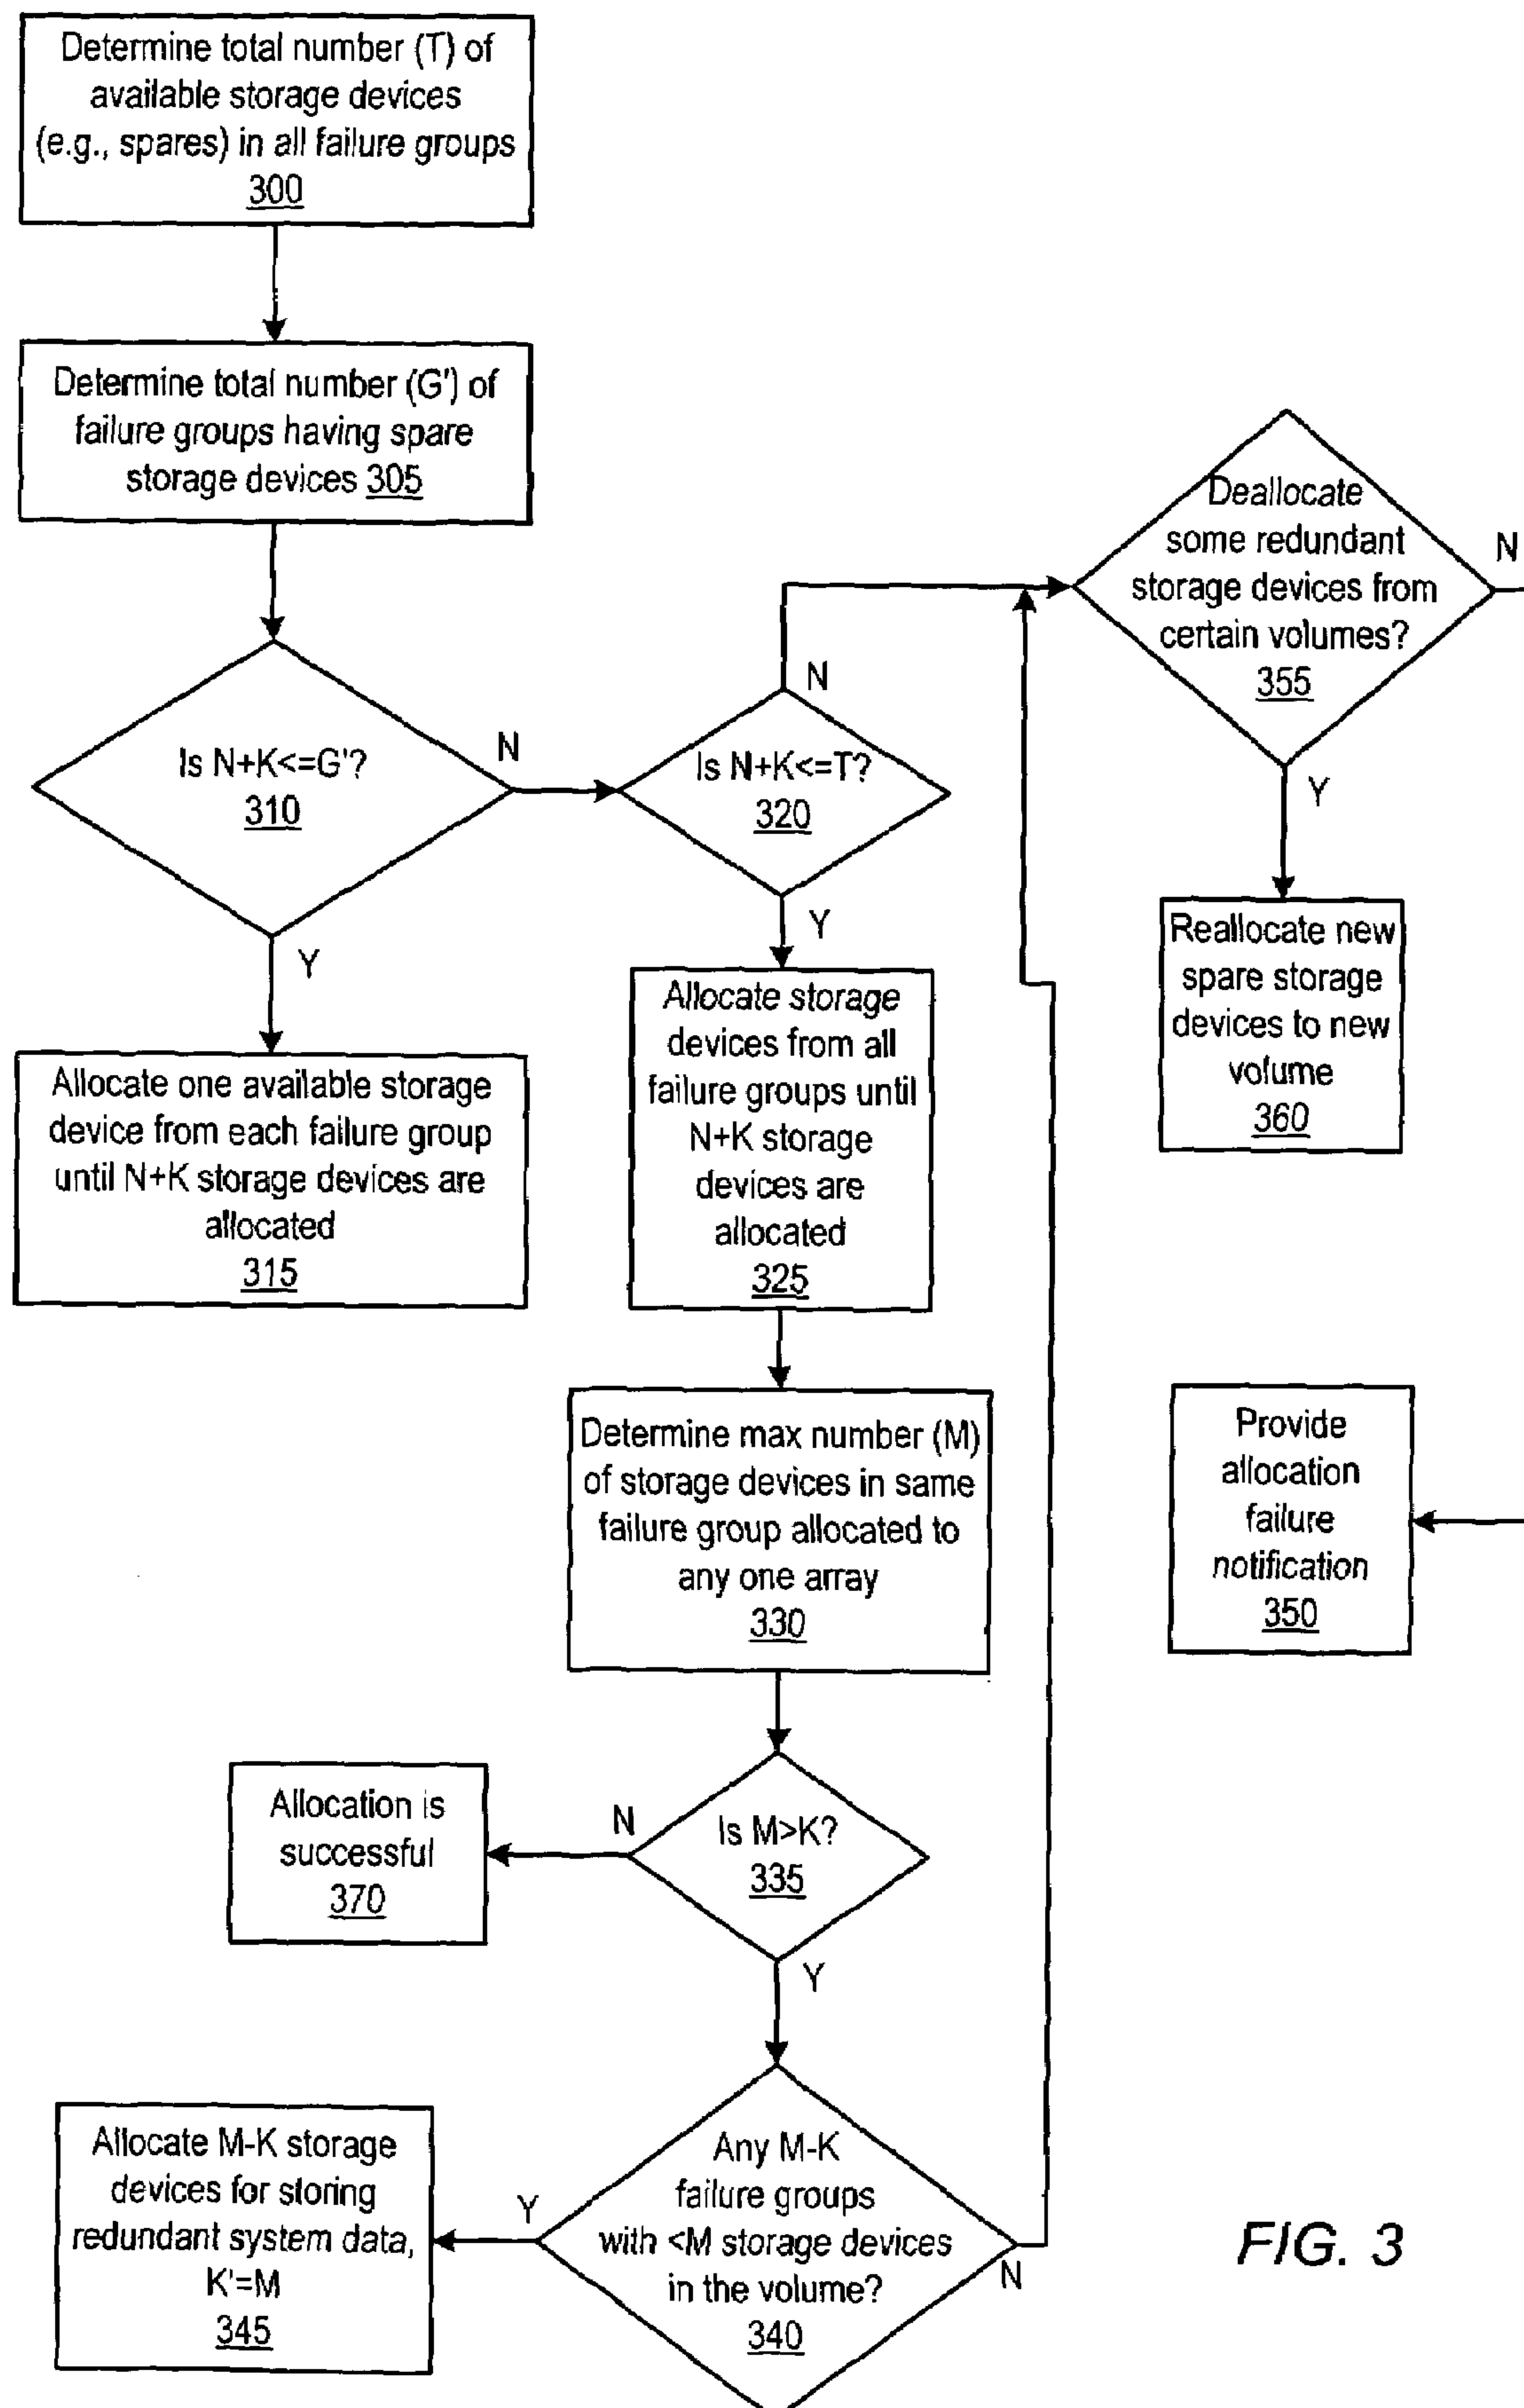 Determine total number (T) of
available storage devices
(e.g., spares) in all failure groups
300
Determine total number (G') of
failure groups having spare
storage devices 305
Is N+K<=G'?
310
N
Y
Allocate one available storage
device from each failure group
until N+K storage devices are
allocated
315
Is N+K<=T?
320
N
Y
Allocate storage
devices from all
failure groups until
N+K storage
devices are
allocated
325
Determine max number (M)
of storage devices in same
failure group allocated to
any one array
330
Is M>K?
335
N
Y
Allocation is
successful
370
Any M-K
failure groups
with <M storage devices
in the volume?
340
Y
N
Allocate M-K storage
devices for storing
redundant system data,
K'=M
345
Deallocate
some redundant
storage devices from
certain volumes?
355
N
Y
Reallocate new
spare storage
devices to new
volume
360
Provide
allocation
failure
notification
350
FIG. 3